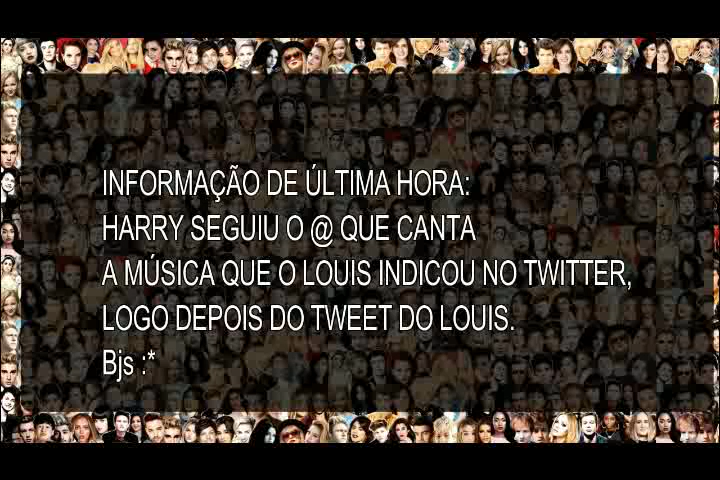 INFORMAÇÃO DE ÚLTIMA HORA:
HARRY SEGUIU O @ QUE CANTA
A MÚSICA QUE O LOUIS INDICOU NO TWITTER,
LOGO DEPOIS DO TWEET DO LOUIS.
Bjs :*